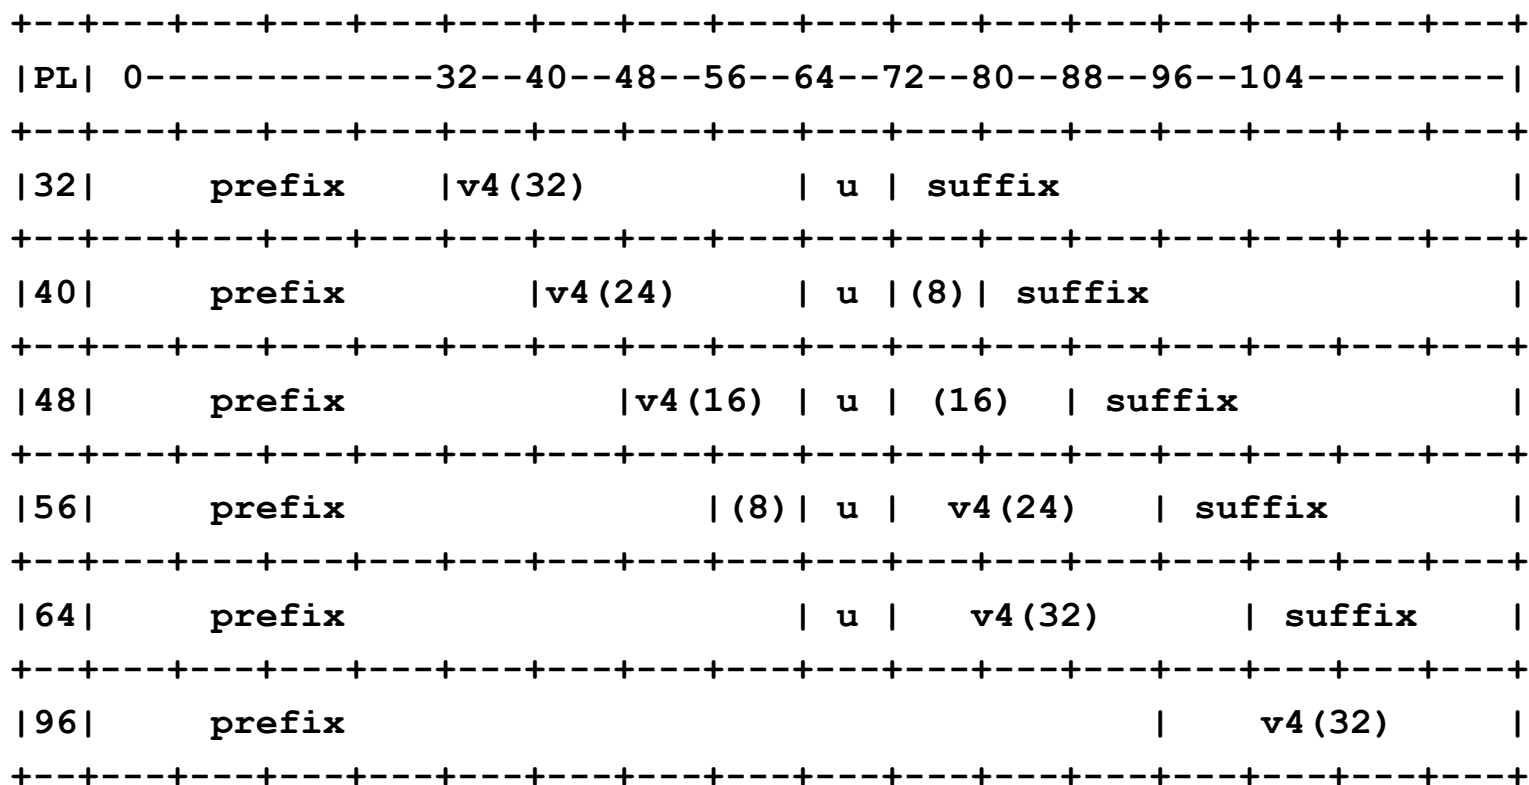 +--+---+---+---+---+---+---+---+---+---+---+---+---+---+---+---+---+
|PL| 0-------------32--40--48--56--64--72--80--88--96--104---------|
+--+---+---+---+---+---+---+---+---+---+---+---+---+---+---+---+---+
|32|     prefix    |v4(32)         | u | suffix                    |
+--+---+---+---+---+---+---+---+---+---+---+---+---+---+---+---+---+
|40|     prefix        |v4(24)     | u |(8)| suffix                |
+--+---+---+---+---+---+---+---+---+---+---+---+---+---+---+---+---+
|48|     prefix            |v4(16) | u | (16)  | suffix            |
+--+---+---+---+---+---+---+---+---+---+---+---+---+---+---+---+---+
|56|     prefix                |(8)| u |  v4(24)   | suffix        |
+--+---+---+---+---+---+---+---+---+---+---+---+---+---+---+---+---+
|64|     prefix                    | u |   v4(32)      | suffix    |
+--+---+---+---+---+---+---+---+---+---+---+---+---+---+---+---+---+
|96|     prefix                                    |    v4(32)     |
+--+---+---+---+---+---+---+---+---+---+---+---+---+---+---+---+---+